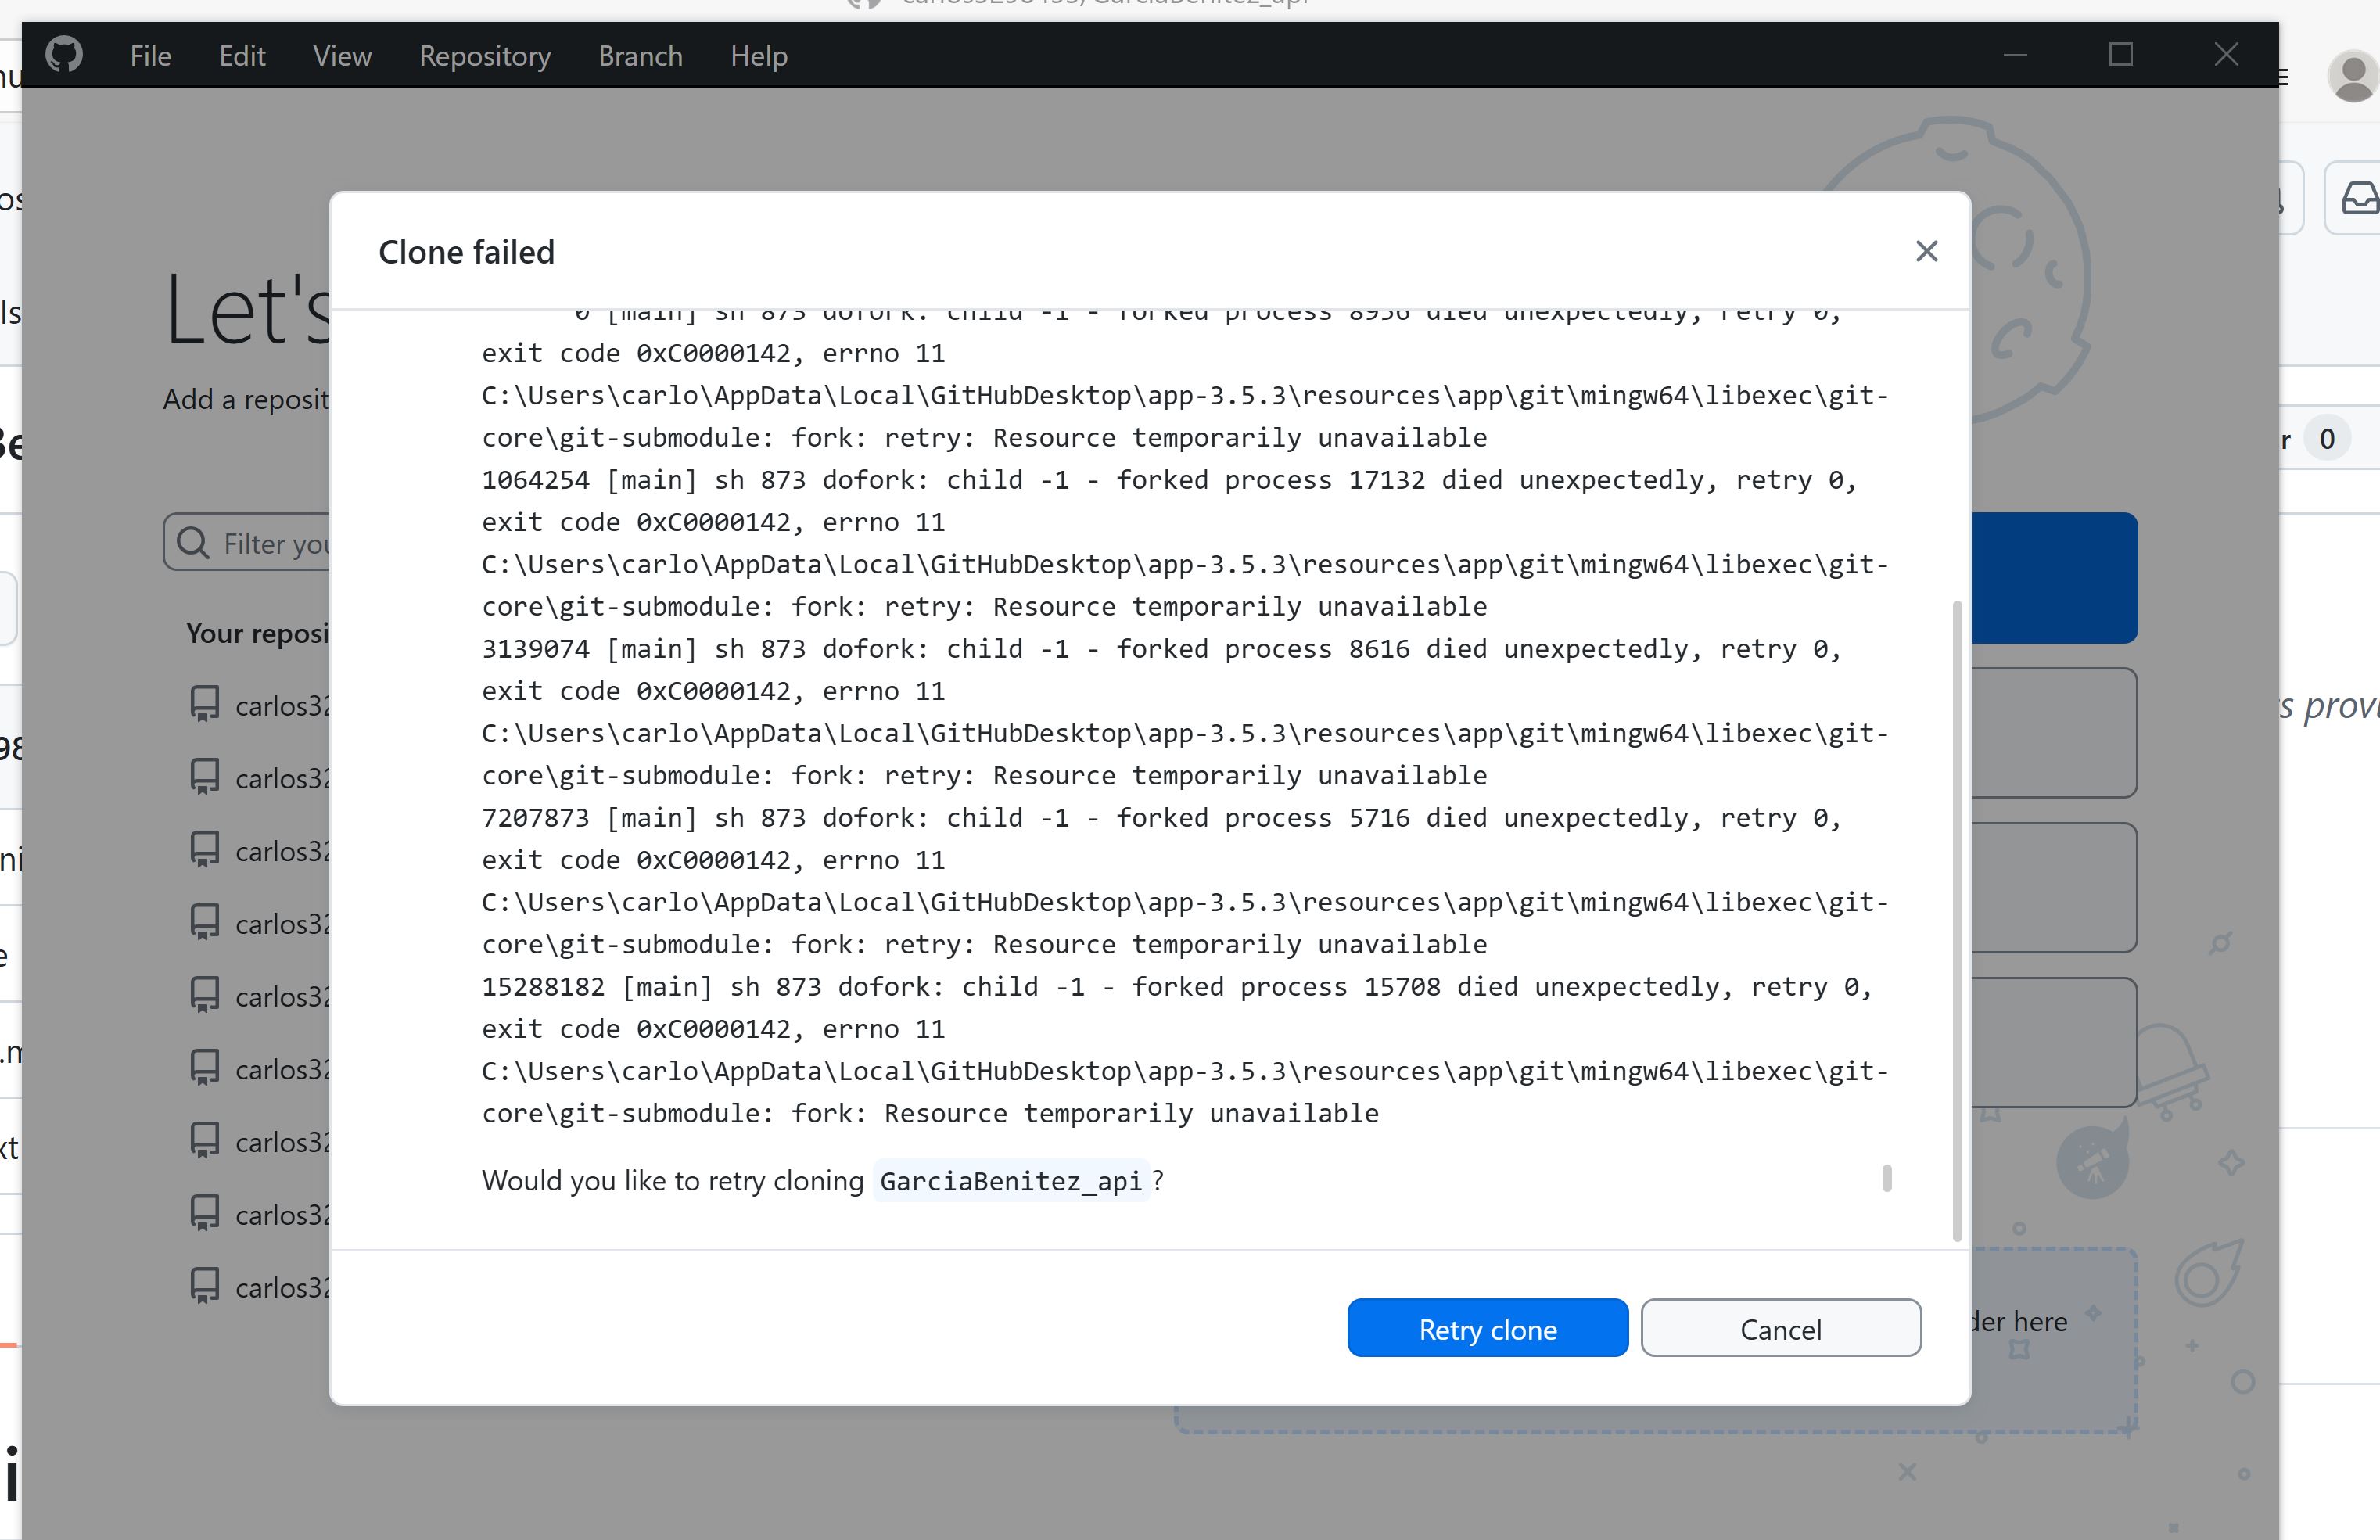 File Edit View Repository Branch Help
Clone failed
0 [main] sh 873 dofork: child -1 - forked process 8956 died unexpectedly, retry 0,
exit code 0xC0000142, errno 11
C:\Users\carlo\AppData\Local\GitHubDesktop\app-3.5.3\resources\app\git\mingw64\libexec\git-
core\git-submodule: fork: retry: Resource temporarily unavailable
1064254 [main] sh 873 dofork: child -1 - forked process 17132 died unexpectedly, retry 0,
exit code 0xC0000142, errno 11
C:\Users\carlo\AppData\Local\GitHubDesktop\app-3.5.3\resources\app\git\mingw64\libexec\git-
core\git-submodule: fork: retry: Resource temporarily unavailable
3139074 [main] sh 873 dofork: child -1 - forked process 8616 died unexpectedly, retry 0,
exit code 0xC0000142, errno 11
C:\Users\carlo\AppData\Local\GitHubDesktop\app-3.5.3\resources\app\git\mingw64\libexec\git-
core\git-submodule: fork: retry: Resource temporarily unavailable
7207873 [main] sh 873 dofork: child -1 - forked process 5716 died unexpectedly, retry 0,
exit code 0xC0000142, errno 11
C:\Users\carlo\AppData\Local\GitHubDesktop\app-3.5.3\resources\app\git\mingw64\libexec\git-
core\git-submodule: fork: retry: Resource temporarily unavailable
15288182 [main] sh 873 dofork: child -1 - forked process 15708 died unexpectedly, retry 0,
exit code 0xC0000142, errno 11
C:\Users\carlo\AppData\Local\GitHubDesktop\app-3.5.3\resources\app\git\mingw64\libexec\git-
core\git-submodule: fork: Resource temporarily unavailable
Would you like to retry cloning GarciaBenitez_api?
Retry clone
Cancel
Let's
Add a reposit
Filter you
Your reposi
carlos32
carlos32
carlos32
carlos32
carlos32
carlos32
carlos32
carlos32
carlos32
der here
r 0
s prov